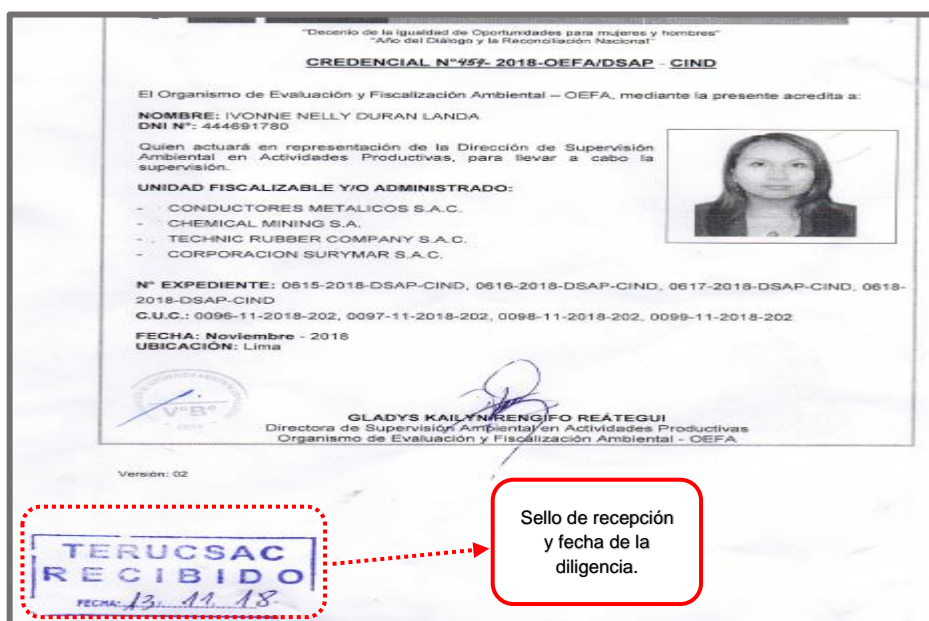 "Decenio de la igualdad de Oportunidades para mujeres y hombres"
"Año del Diálogo y la Reconciliación Nacional"
CREDENCIAL N°454- 2018-OEFA/DSAP - CIND
El Organismo de Evaluación y Fiscalización Ambiental – OEFA, mediante la presente acredita a:
NOMBRE: IVONNE NELLY DURAN LANDA
DNI N°: 444691780
Quien actuará en representación de la Dirección de Supervisión
Ambiental en Actividades Productivas, para llevar a cabo la
supervisión.
UNIDAD FISCALIZABLE Y/O ADMINISTRADO:
- CONDUCTORES METALICOS S.A.C.
- CHEMICAL MINING S.A.
- TECHNIC RUBBER COMPANY S.A.C.
- CORPORACION SURYMAR S.A.C.
N° EXPEDIENTE: 0615-2018-DSAP-CIND, 0616-2018-DSAP-CIND, 0617-2018-DSAP-CIND, 0618-
2018-DSAP-CIND
C.U.C.: 0096-11-2018-202, 0097-11-2018-202, 0098-11-2018-202, 0099-11-2018-202
FECHA: Noviembre - 2018
UBICACIÓN: Lima
V°B°
GLADYS KAILYN RENGIFO REÁTEGUI
Directora de Supervisión Ambiental en Actividades Productivas
Organismo de Evaluación y Fiscalización Ambiental - OEFA
Versión: 02
Sello de recepción
y fecha de la
diligencia.
TERUCSAC
RECIBIDO
FECHA: 13. 11. 18